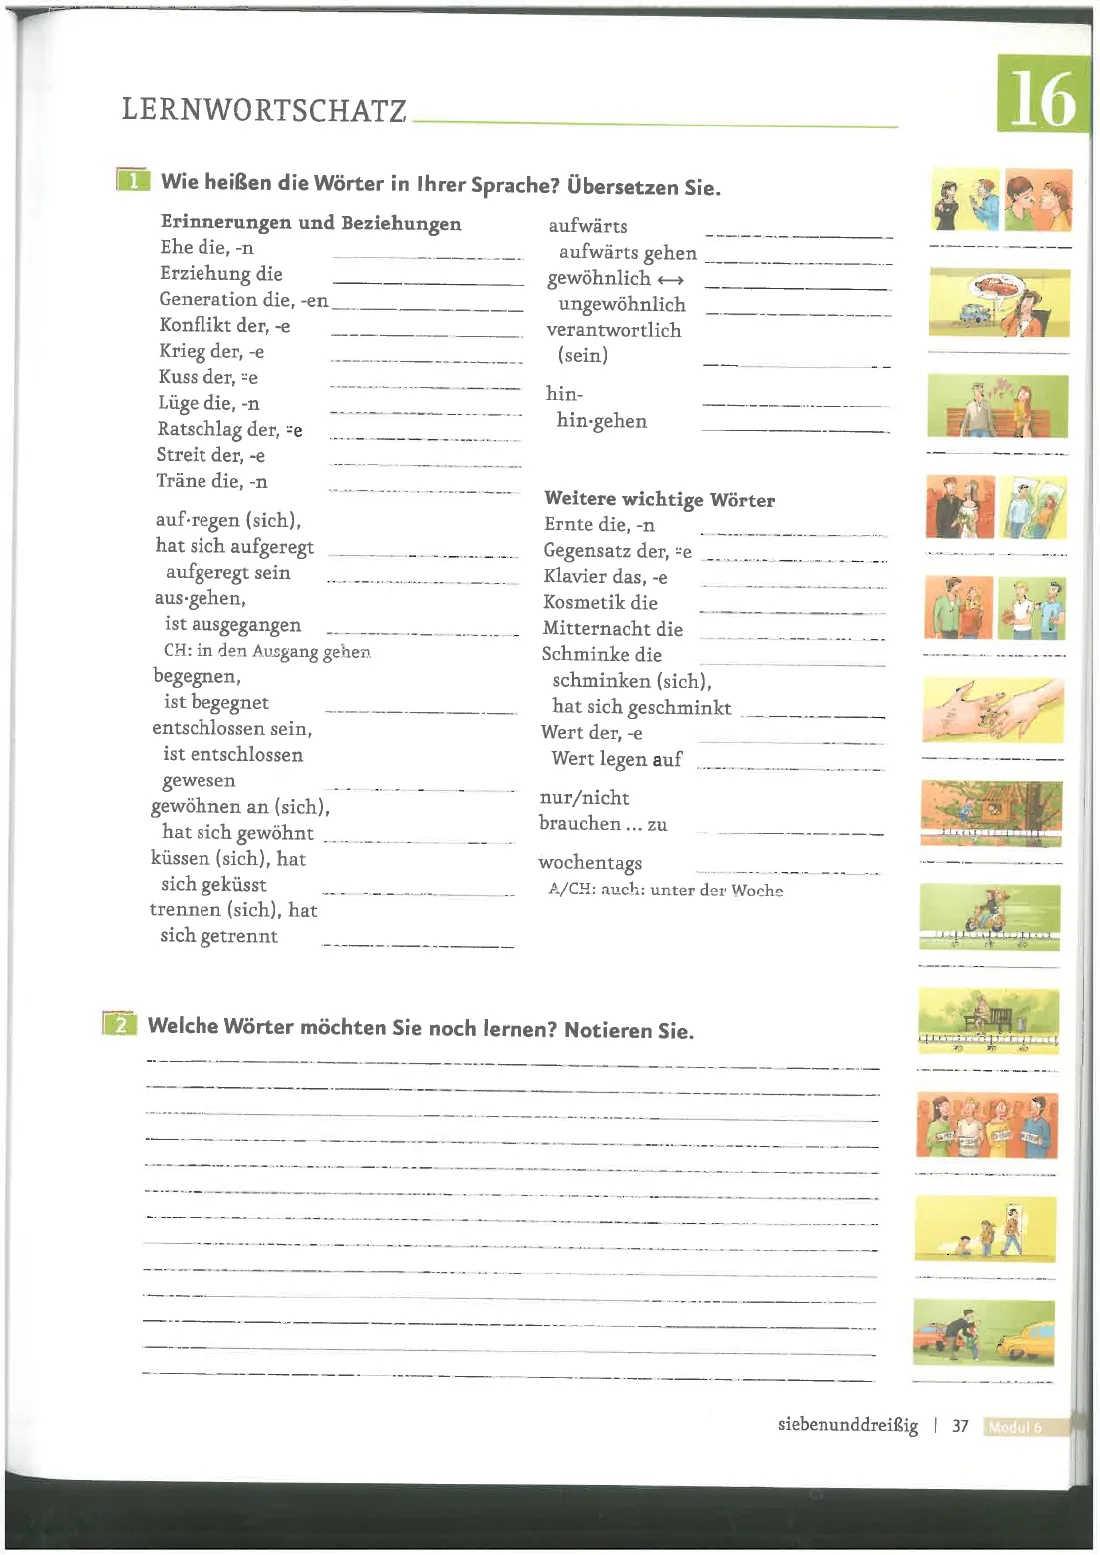 16
LERNWORTSCHATZ
1 Wie heißen die Wörter in Ihrer Sprache? Übersetzen Sie.
Erinnerungen und Beziehungen
Ehe die, -n
Erziehung die
Generation die, -en
Konflikt der, -e
Krieg der, -e
Kuss der, ⸚e
Lüge die, -n
Ratschlag der, ⸚e
Streit der, -e
Träne die, -n
auf·regen (sich),
hat sich aufgeregt
aufgeregt sein
aus·gehen,
ist ausgegangen
CH: in den Ausgang gehen
begegnen,
ist begegnet
entschlossen sein,
ist entschlossen
gewesen
gewöhnen an (sich),
hat sich gewöhnt
küssen (sich), hat
sich geküsst
trennen (sich), hat
sich getrennt
aufwärts
aufwärts gehen
gewöhnlich ↔
ungewöhnlich
verantwortlich
(sein)
hin-
hin·gehen
Weitere wichtige Wörter
Ernte die, -n
Gegensatz der, ⸚e
Klavier das, -e
Kosmetik die
Mitternacht die
Schminke die
schminken (sich),
hat sich geschminkt
Wert der, -e
Wert legen auf
nur/nicht
brauchen ... zu
wochentags
A/CH: auch: unter der Woche
2 Welche Wörter möchten Sie noch lernen? Notieren Sie.
siebenunddreißig | 37 Modul 6